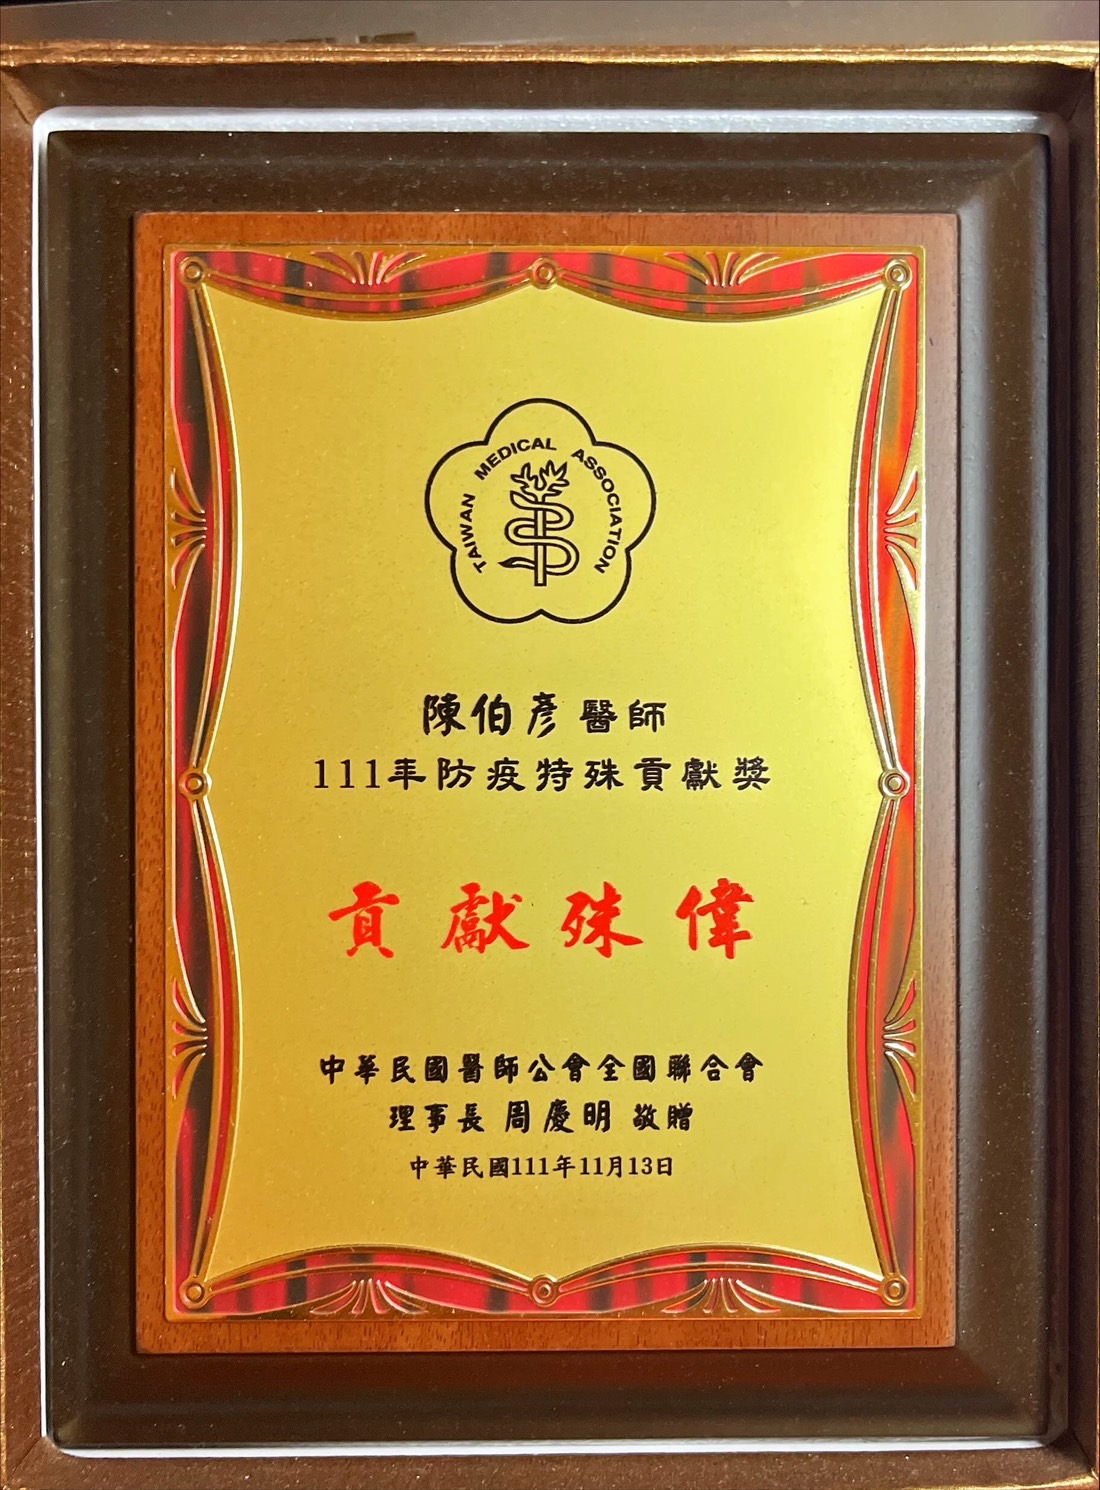 TAIWAN MEDICAL ASSOCIATION
陳伯彥 醫師
111年防疫特殊貢獻獎
貢獻殊偉
中華民國醫師公會全國聯合會
理事長 周慶明 敬贈
中華民國111年11月13日